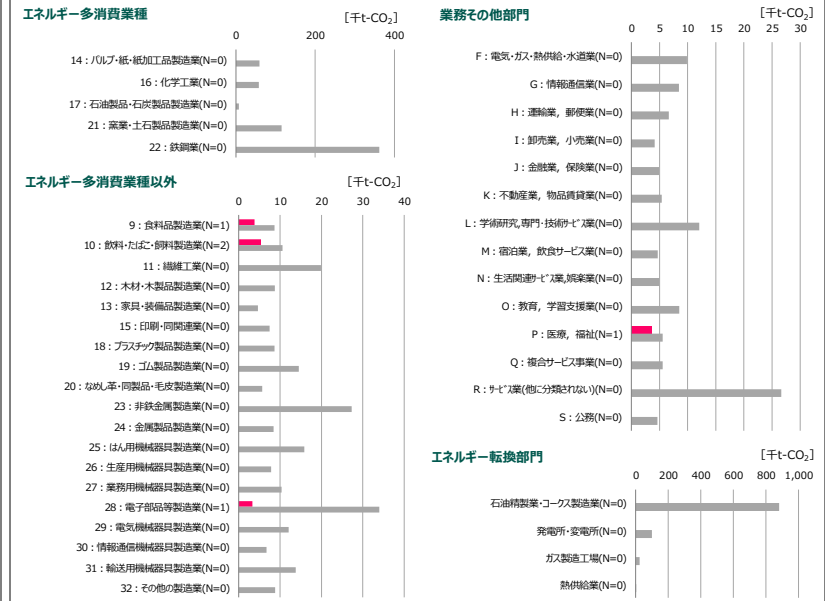 エネルギー多消費業種
[千t-CO₂]
0 200 400
14：パルプ・紙・紙加工品製造業(N=0)
16：化学工業(N=0)
17：石油製品・石炭製品製造業(N=0)
21：窯業・土石製品製造業(N=0)
22：鉄鋼業(N=0)
エネルギー多消費業種以外
[千t-CO₂]
0 10 20 30 40
9：食料品製造業(N=1)
10：飲料・たばこ・飼料製造業(N=2)
11：繊維工業(N=0)
12：木材・木製品製造業(N=0)
13：家具・装備品製造業(N=0)
15：印刷・同関連業(N=0)
18：プラスチック製品製造業(N=0)
19：ゴム製品製造業(N=0)
20：なめし革・同製品・毛皮製造業(N=0)
23：非鉄金属製造業(N=0)
24：金属製品製造業(N=0)
25：はん用機械器具製造業(N=0)
26：生産用機械器具製造業(N=0)
27：業務用機械器具製造業(N=0)
28：電子部品等製造業(N=1)
29：電気機械器具製造業(N=0)
30：情報通信機械器具製造業(N=0)
31：輸送用機械器具製造業(N=0)
32：その他の製造業(N=0)
業務その他部門
[千t-CO₂]
0 5 10 15 20 25 30
F：電気・ガス・熱供給・水道業(N=0)
G：情報通信業(N=0)
H：運輸業，郵便業(N=0)
I：卸売業，小売業(N=0)
J：金融業，保険業(N=0)
K：不動産業，物品賃貸業(N=0)
L：学術研究,専門・技術ｻｰﾋﾞｽ業(N=0)
M：宿泊業，飲食サービス業(N=0)
N：生活関連ｻｰﾋﾞｽ業,娯楽業(N=0)
O：教育，学習支援業(N=0)
P：医療，福祉(N=1)
Q：複合サービス事業(N=0)
R：ｻｰﾋﾞｽ業(他に分類されない)(N=0)
S：公務(N=0)
エネルギー転換部門
[千t-CO₂]
0 200 400 600 800 1,000
石油精製業・コークス製造業(N=0)
発電所・変電所(N=0)
ガス製造工場(N=0)
熱供給業(N=0)